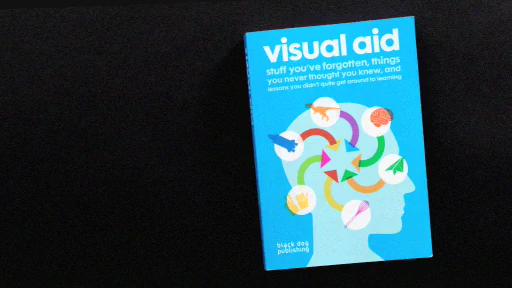 visual aid
stuff you've forgotten, things
you never thought you knew, and
lessons you didn't quite get around to learning
black dog
publishing